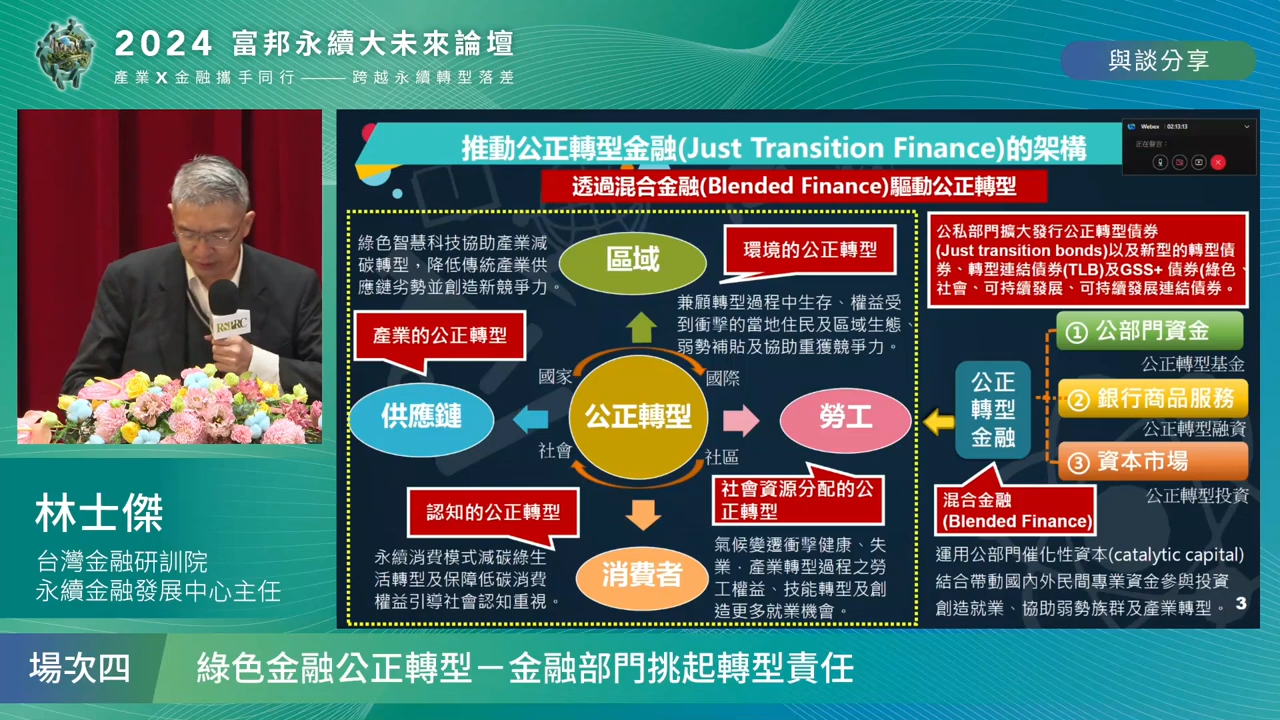 2024 富邦永續大未來論壇
產業X金融攜手同行——跨越永續轉型落差
與談分享
推動公正轉型金融(Just Transition Finance)的架構
透過混合金融(Blended Finance)驅動公正轉型
Webex 02:13:13
正在發言：
綠色智慧科技協助產業減
碳轉型，降低傳統產業供
應鏈劣勢並創造新競爭力。
區域
環境的公正轉型
兼顧轉型過程中生存、權益受
到衝擊的當地住民及區域生態、
弱勢補貼及協助重獲競爭力。
產業的公正轉型
國家
國際
供應鏈
公正轉型
勞工
社會
社區
認知的公正轉型
社會資源分配的公
正轉型
永續消費模式減碳綠生
活轉型及保障低碳消費
權益引導社會認知重視。
消費者
氣候變遷衝擊健康、失
業．產業轉型過程之勞
工權益、技能轉型及創
造更多就業機會。
公私部門擴大發行公正轉型債券
(Just transition bonds)以及新型的轉型債
券、轉型連結債券(TLB)及GSS+ 債券(綠色、
社會、可持續發展、可持續發展連結債券。
公正
轉型
金融
① 公部門資金
公正轉型基金
② 銀行商品服務
公正轉型融資
③ 資本市場
公正轉型投資
混合金融
(Blended Finance)
運用公部門催化性資本(catalytic capital)
結合帶動國內外民間專業資金參與投資
創造就業、協助弱勢族群及產業轉型。
3
林士傑
台灣金融研訓院
永續金融發展中心主任
場次四
綠色金融公正轉型－金融部門挑起轉型責任